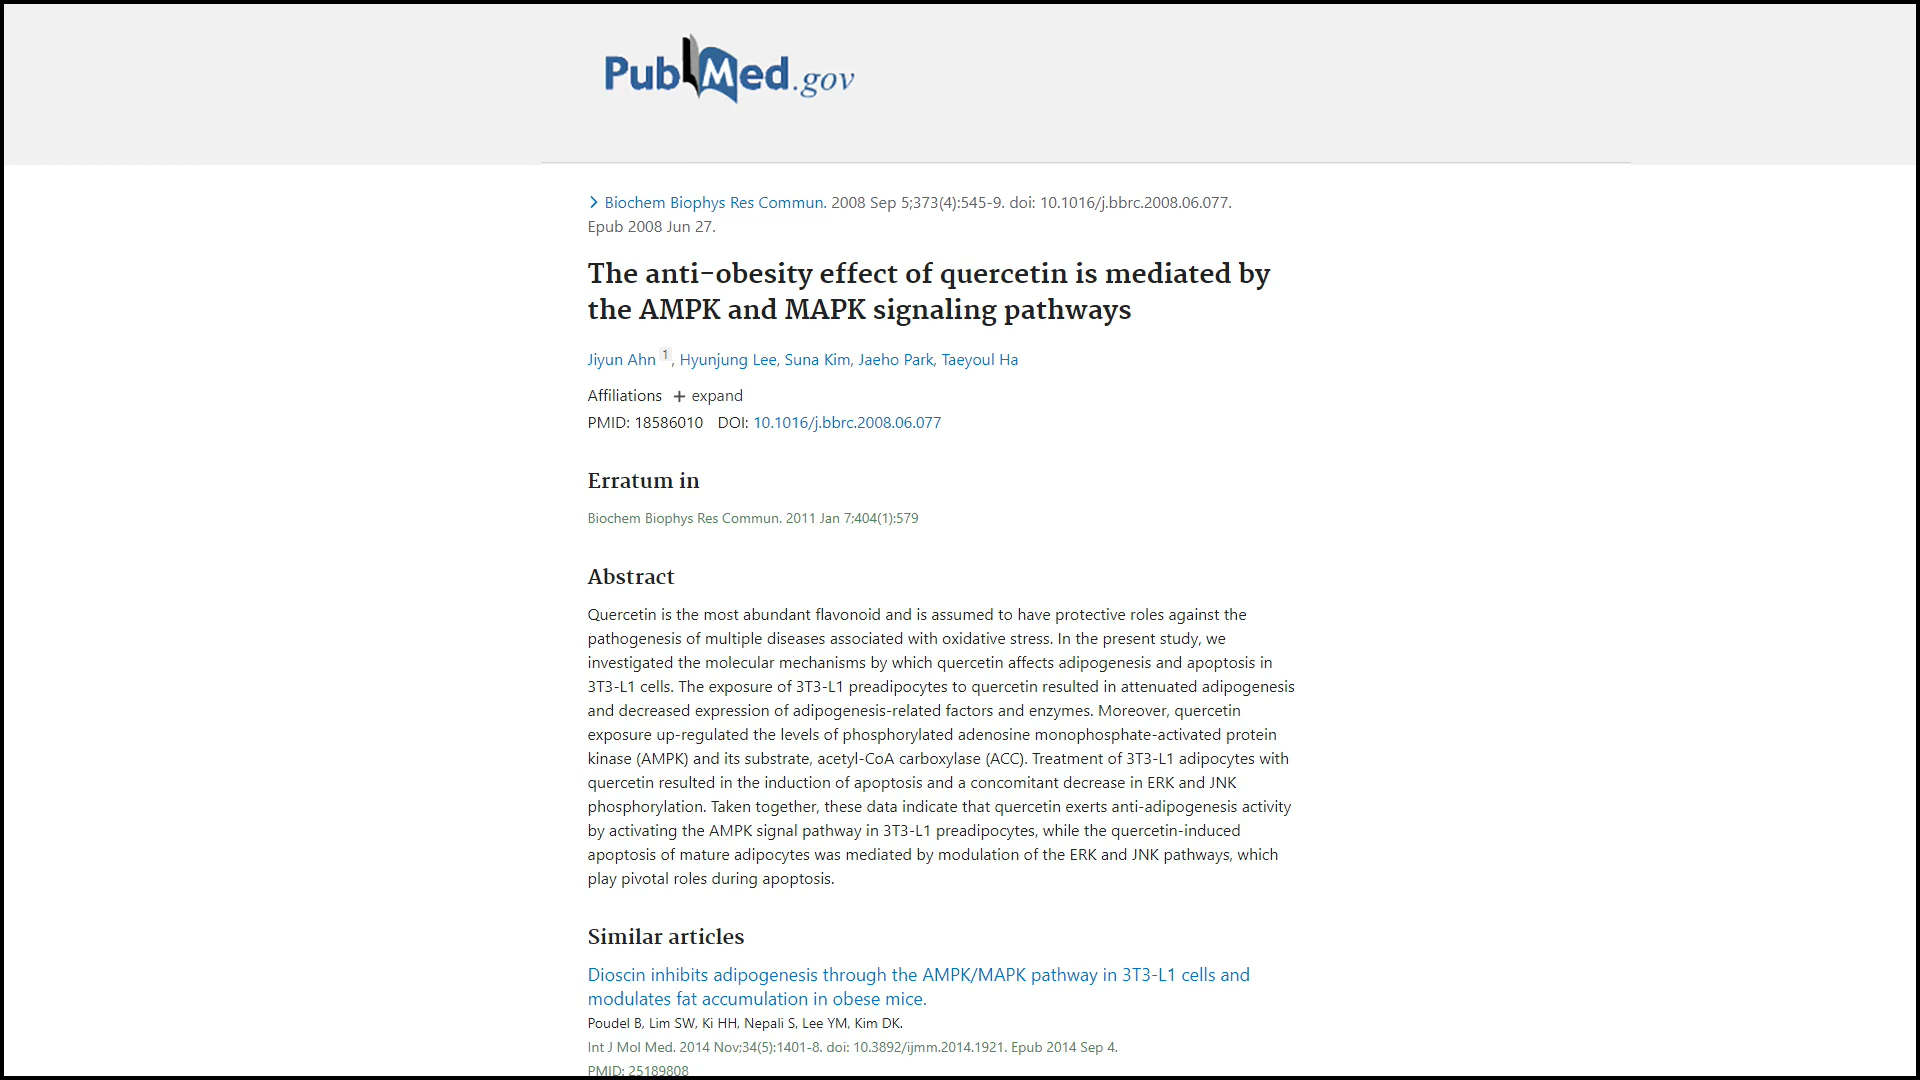 PubMed.gov
Biochem Biophys Res Commun. 2008 Sep 5;373(4):545-9. doi: 10.1016/j.bbrc.2008.06.077.
Epub 2008 Jun 27.
The anti-obesity effect of quercetin is mediated by
the AMPK and MAPK signaling pathways
Jiyun Ahn 1, Hyunjung Lee, Suna Kim, Jaeho Park, Taeyoul Ha
Affiliations + expand
PMID: 18586010 DOI: 10.1016/j.bbrc.2008.06.077
Erratum in
Biochem Biophys Res Commun. 2011 Jan 7;404(1):579
Abstract
Quercetin is the most abundant flavonoid and is assumed to have protective roles against the
pathogenesis of multiple diseases associated with oxidative stress. In the present study, we
investigated the molecular mechanisms by which quercetin affects adipogenesis and apoptosis in
3T3-L1 cells. The exposure of 3T3-L1 preadipocytes to quercetin resulted in attenuated adipogenesis
and decreased expression of adipogenesis-related factors and enzymes. Moreover, quercetin
exposure up-regulated the levels of phosphorylated adenosine monophosphate-activated protein
kinase (AMPK) and its substrate, acetyl-CoA carboxylase (ACC). Treatment of 3T3-L1 adipocytes with
quercetin resulted in the induction of apoptosis and a concomitant decrease in ERK and JNK
phosphorylation. Taken together, these data indicate that quercetin exerts anti-adipogenesis activity
by activating the AMPK signal pathway in 3T3-L1 preadipocytes, while the quercetin-induced
apoptosis of mature adipocytes was mediated by modulation of the ERK and JNK pathways, which
play pivotal roles during apoptosis.
Similar articles
Dioscin inhibits adipogenesis through the AMPK/MAPK pathway in 3T3-L1 cells and
modulates fat accumulation in obese mice.
Poudel B, Lim SW, Ki HH, Nepali S, Lee YM, Kim DK.
Int J Mol Med. 2014 Nov;34(5):1401-8. doi: 10.3892/ijmm.2014.1921. Epub 2014 Sep 4.
PMID: 25189808